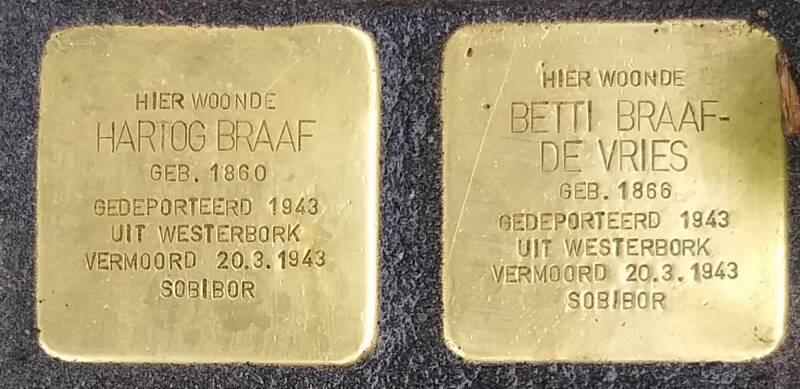 HIER WOONDE
HARTOG BRAAF
GEB. 1860
GEDEPORTEERD 1943
UIT WESTERBORK
VERMOORD 20.3.1943
SOBIBOR
HIER WOONDE
BETTI BRAAF-
DE VRIES
GEB. 1866
GEDEPORTEERD 1943
UIT WESTERBORK
VERMOORD 20.3.1943
SOBIBOR